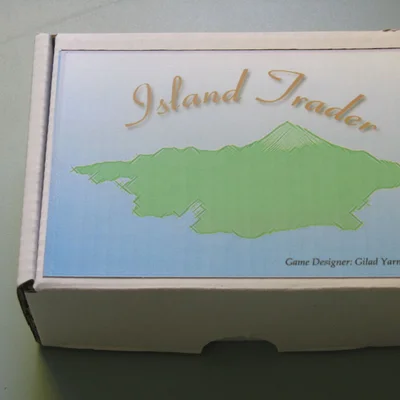 Island Trader
Game Designer: Gilad